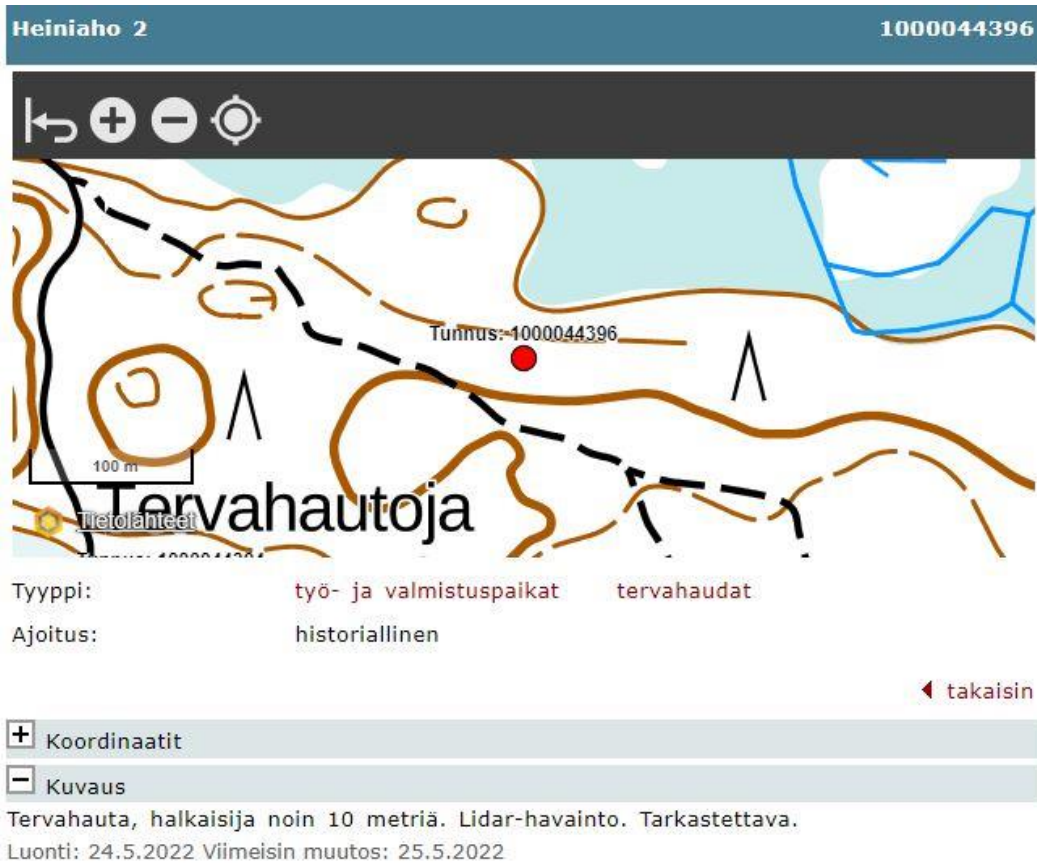 Heiniaho 2 1000044396
Tunnus: 1000044396
100 m
Tervahautoja
Tietolähteet
Tyyppi: työ- ja valmistuspaikat tervahaudat
Ajoitus: historiallinen
takaisin
Koordinaatit
Kuvaus
Tervahauta, halkaisija noin 10 metriä. Lidar-havainto. Tarkastettava.
Luonti: 24.5.2022 Viimeisin muutos: 25.5.2022